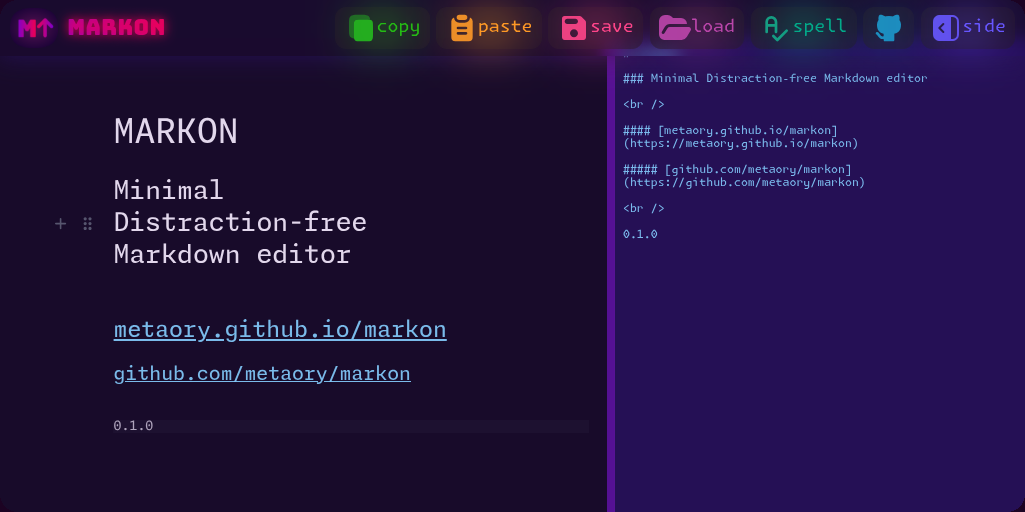 M↑ MARKON
copy
paste
save
load
spell
side
MARKON
Minimal
Distraction-free
Markdown editor
metaory.github.io/markon
github.com/metaory/markon
0.1.0
### Minimal Distraction-free Markdown editor
<br />
#### [metaory.github.io/markon]
(https://metaory.github.io/markon)
##### [github.com/metaory/markon]
(https://github.com/metaory/markon)
<br />
0.1.0